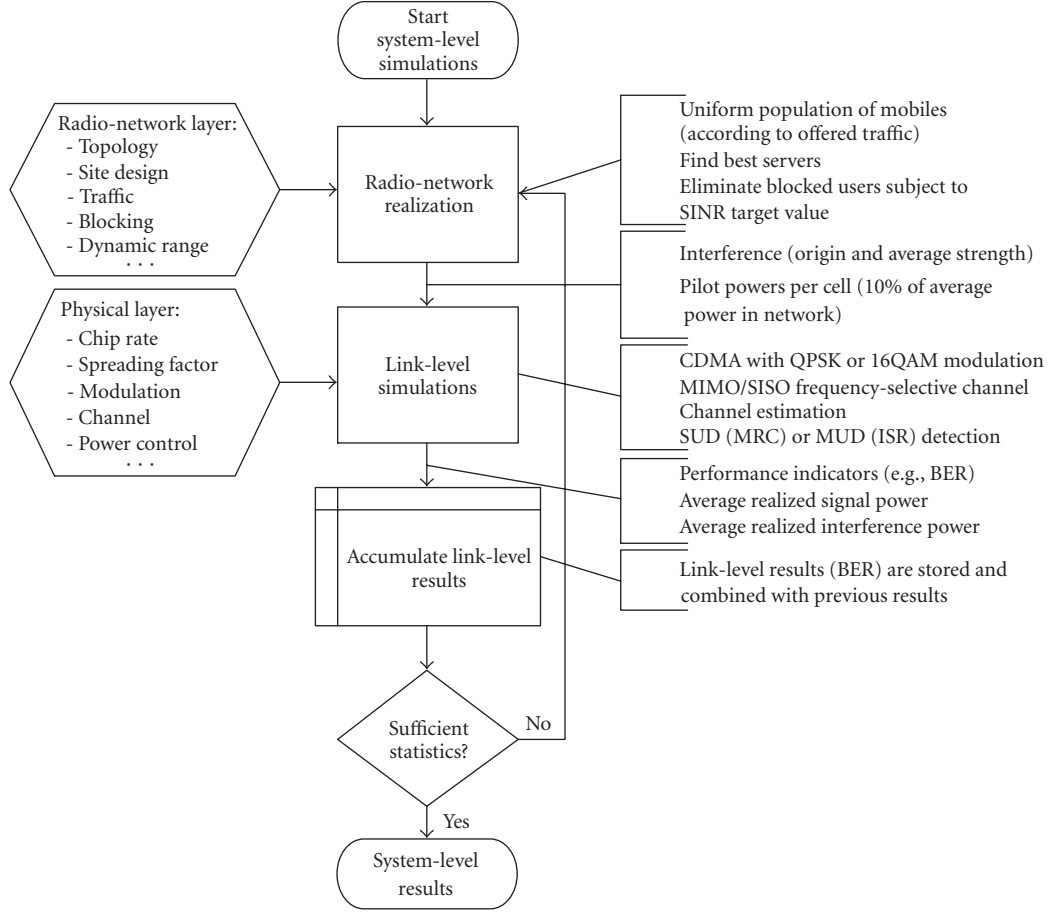 Start
system-level
simulations
Radio-network layer:
- Topology
- Site design
- Traffic
- Blocking
- Dynamic range
. . .
Radio-network
realization
Uniform population of mobiles
(according to offered traffic)
Find best servers
Eliminate blocked users subject to
SINR target value
Interference (origin and average strength)
Pilot powers per cell (10% of average
power in network)
Physical layer:
- Chip rate
- Spreading factor
- Modulation
- Channel
- Power control
. . .
Link-level
simulations
CDMA with QPSK or 16QAM modulation
MIMO/SISO frequency-selective channel
Channel estimation
SUD (MRC) or MUD (ISR) detection
Performance indicators (e.g., BER)
Average realized signal power
Average realized interference power
Accumulate link-level
results
Link-level results (BER) are stored and
combined with previous results
Sufficient
statistics?
No
Yes
System-level
results